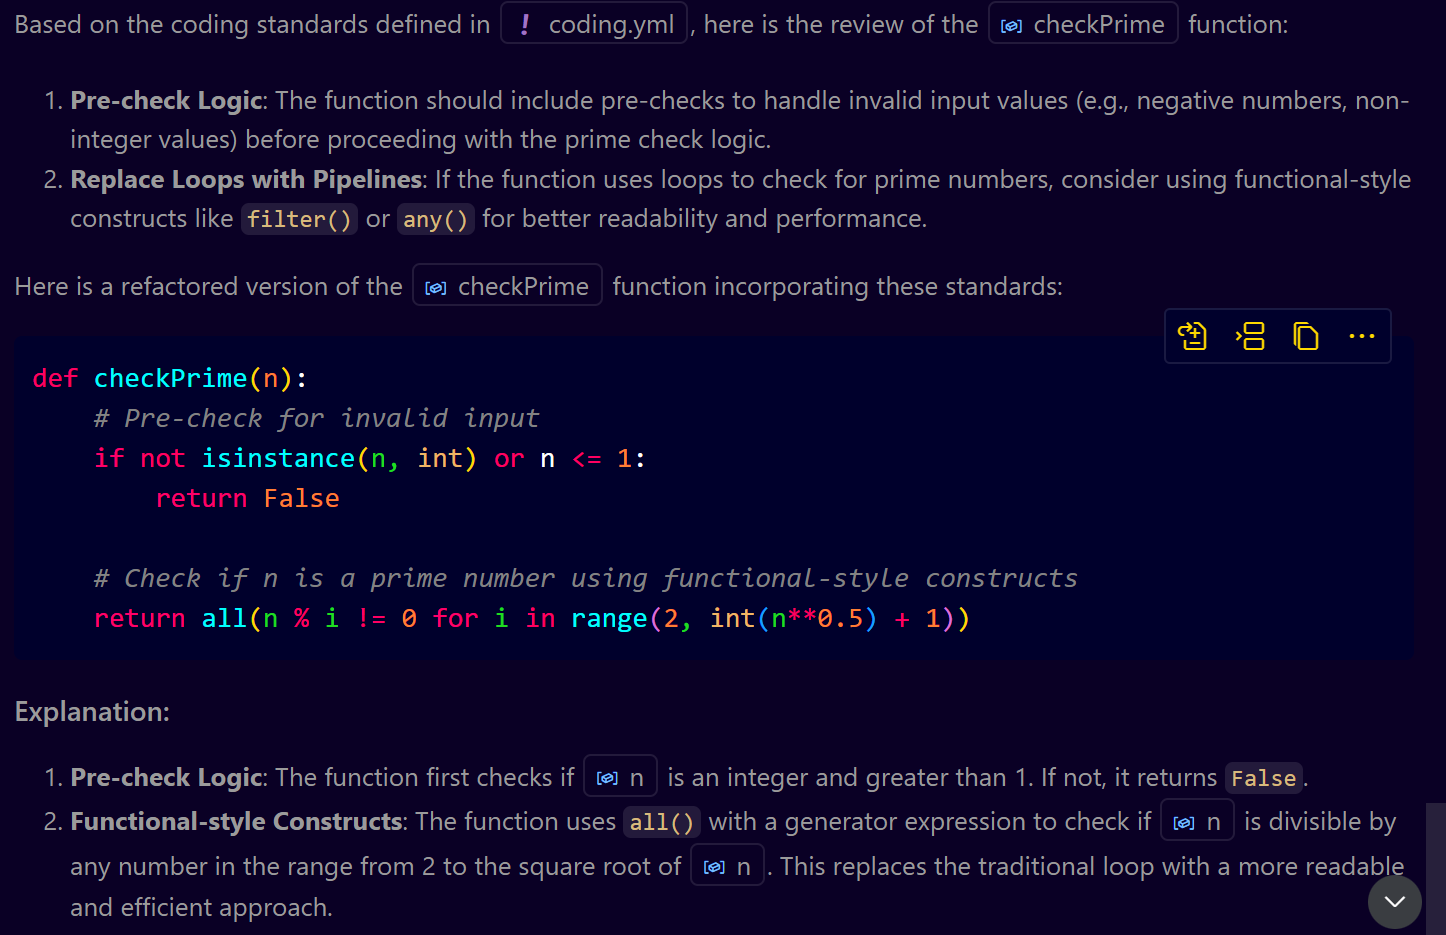 Based on the coding standards defined in ! coding.yml , here is the review of the checkPrime function:
1. Pre-check Logic: The function should include pre-checks to handle invalid input values (e.g., negative numbers, non-
integer values) before proceeding with the prime check logic.
2. Replace Loops with Pipelines: If the function uses loops to check for prime numbers, consider using functional-style
constructs like filter() or any() for better readability and performance.
Here is a refactored version of the checkPrime function incorporating these standards:
def checkPrime(n):
    # Pre-check for invalid input
    if not isinstance(n, int) or n <= 1:
        return False
    # Check if n is a prime number using functional-style constructs
    return all(n % i != 0 for i in range(2, int(n**0.5) + 1))
Explanation:
1. Pre-check Logic: The function first checks if n is an integer and greater than 1. If not, it returns False.
2. Functional-style Constructs: The function uses all() with a generator expression to check if n is divisible by
any number in the range from 2 to the square root of n . This replaces the traditional loop with a more readable
and efficient approach.